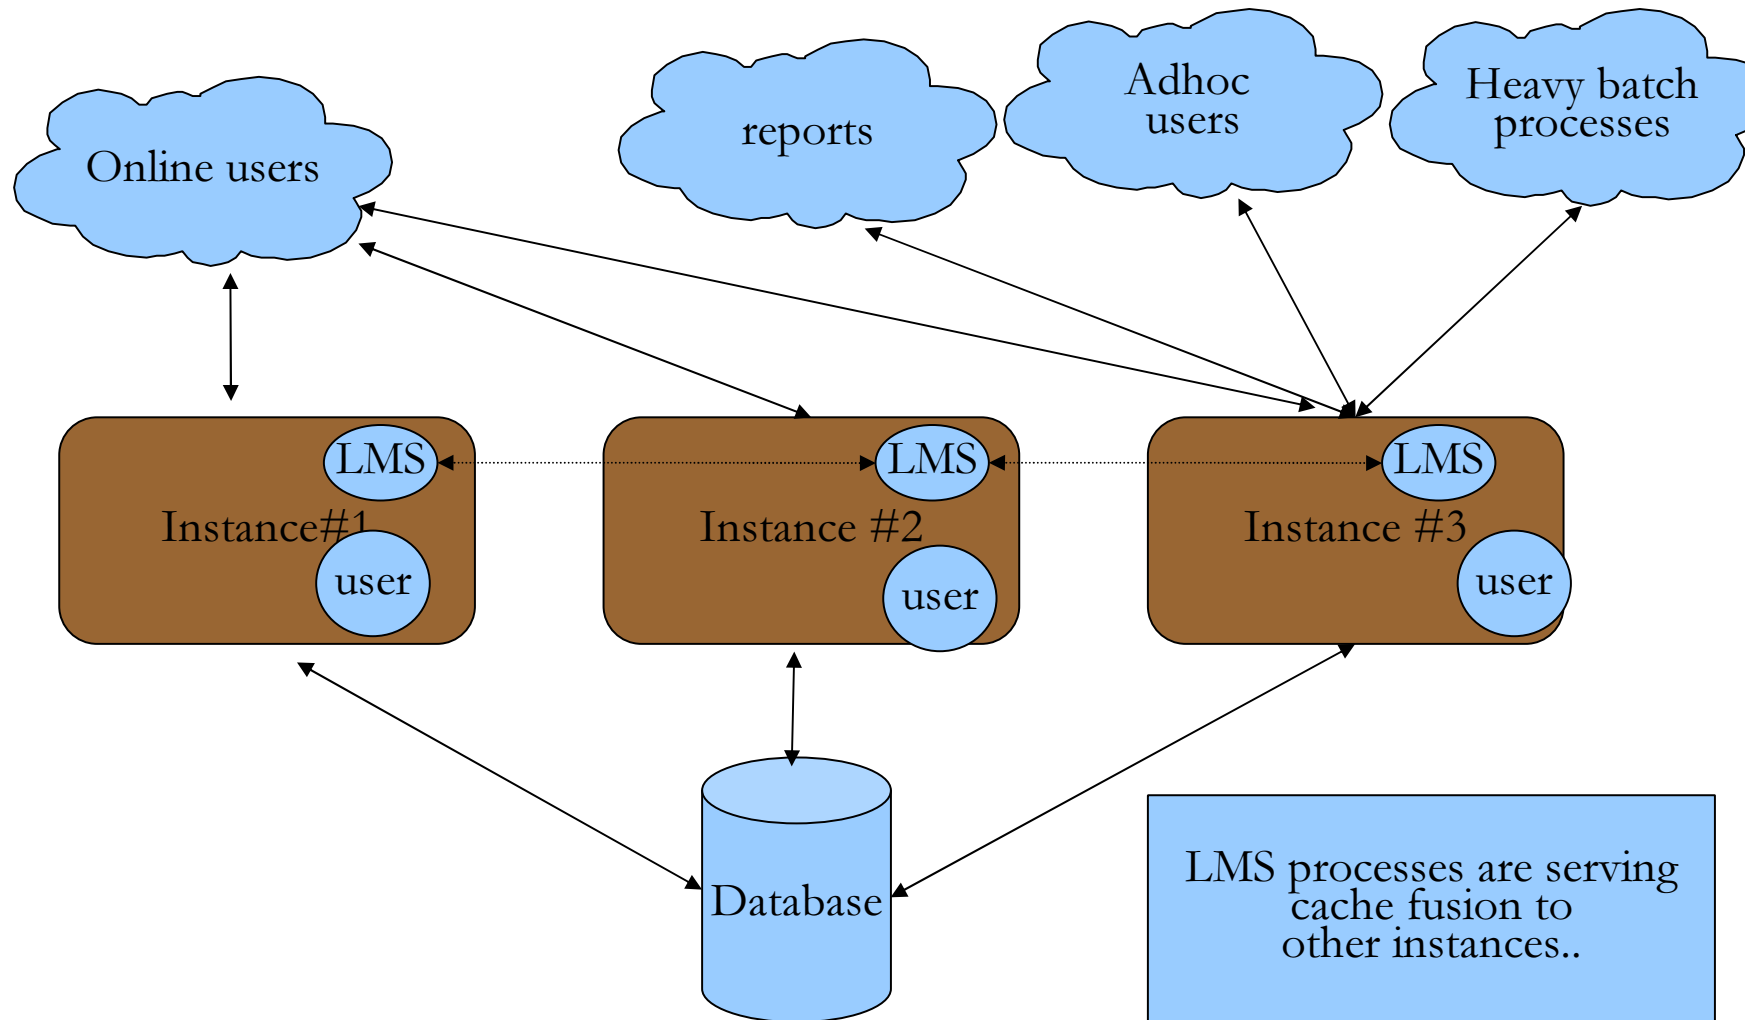 Online users
reports
Adhoc
users
Heavy batch
processes
LMS
LMS
LMS
Instance#1
Instance #2
Instance #3
user
user
user
Database
LMS processes are serving
cache fusion to
other instances..